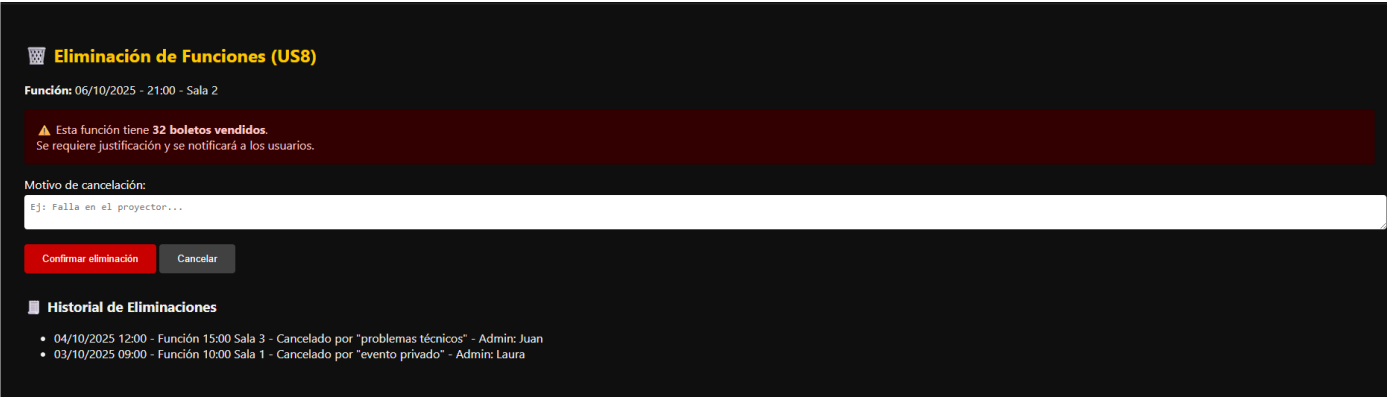 🗑️ Eliminación de Funciones (US8)
Función: 06/10/2025 - 21:00 - Sala 2
⚠️ Esta función tiene 32 boletos vendidos.
Se requiere justificación y se notificará a los usuarios.
Motivo de cancelación:
Ej: Falla en el proyector...
Confirmar eliminación Cancelar
🧾 Historial de Eliminaciones
• 04/10/2025 12:00 - Función 15:00 Sala 3 - Cancelado por "problemas técnicos" - Admin: Juan
• 03/10/2025 09:00 - Función 10:00 Sala 1 - Cancelado por "evento privado" - Admin: Laura